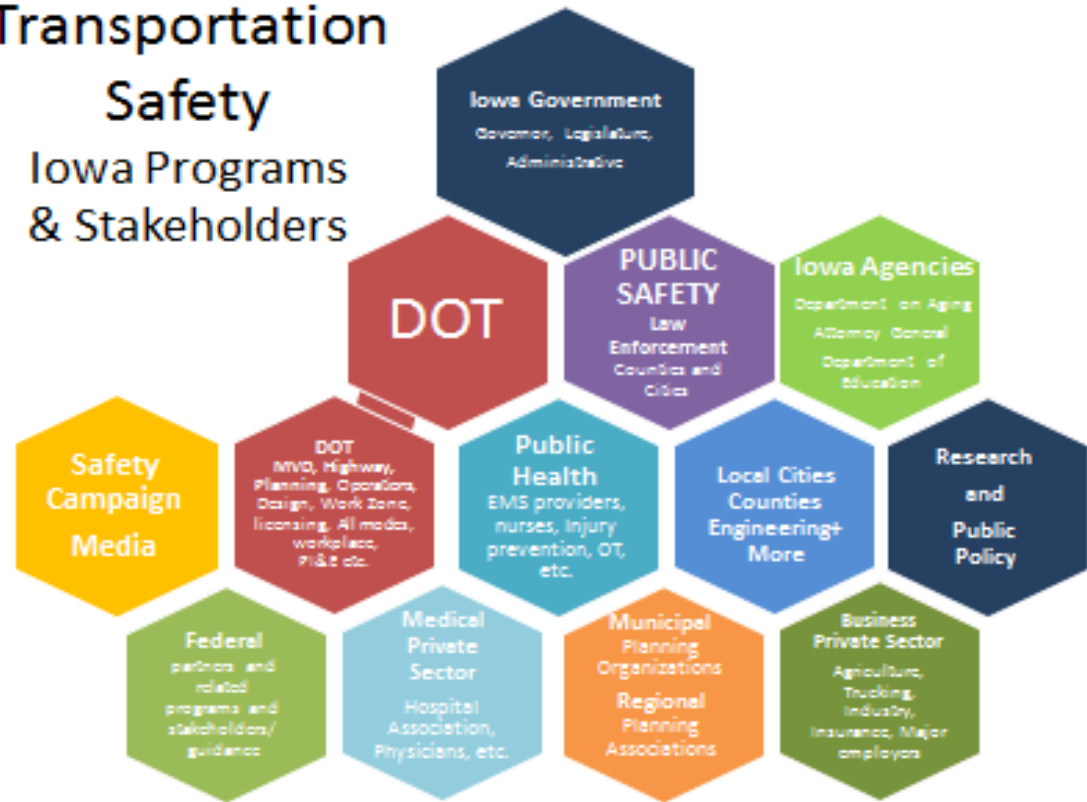 Transportation
Safety
Iowa Programs
& Stakeholders
Iowa Government
Governor, Legislature,
Administrative
DOT
PUBLIC
SAFETY
Law
Enforcement
Counties and
Cities
Iowa Agencies
Department on Aging
Attorney General
Department of
Education
Safety
Campaign
Media
DOT
MVD, Highway,
Planning, Operators,
Design, Work Zone,
licensing, All modes,
workplace,
PI&E etc.
Public
Health
EMS providers,
nurses, Injury
prevention, OT,
etc.
Local Cities
Counties
Engineering+
More
Research
and
Public
Policy
Federal
partners and
related
programs and
stakeholders/
guidance
Medical
Private
Sector
Hospital
Association,
Physicians, etc.
Municipal
Planning
Organizations
Regional
Planning
Associations
Business
Private Sector
Agriculture,
Trucking,
Industry,
Insurance, Major
employers